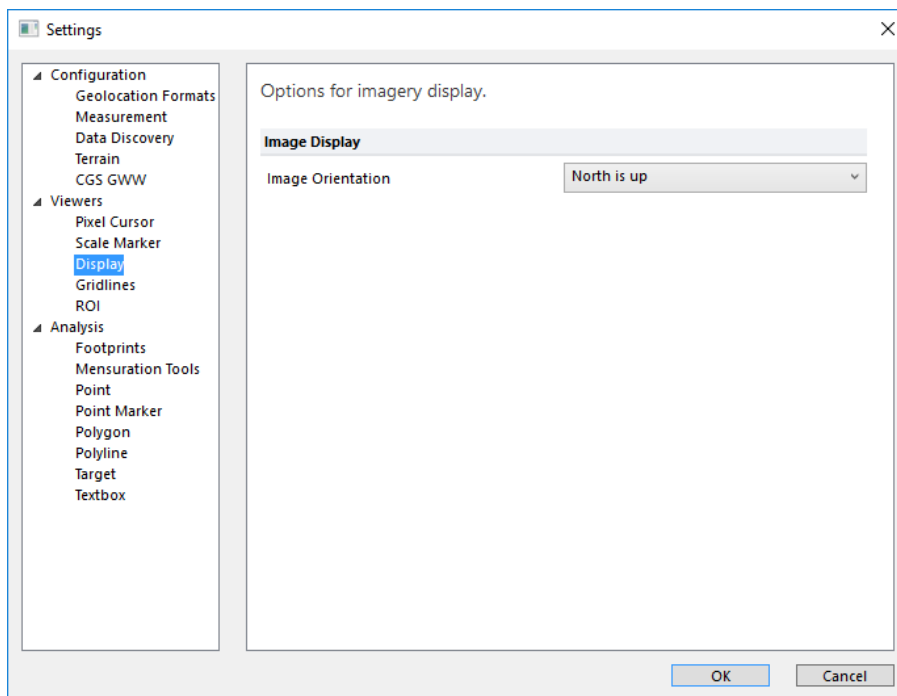 Settings
Configuration
Geolocation Formats
Measurement
Data Discovery
Terrain
CGS GWW
Viewers
Pixel Cursor
Scale Marker
Display
Gridlines
ROI
Analysis
Footprints
Mensuration Tools
Point
Point Marker
Polygon
Polyline
Target
Textbox
Options for imagery display.
Image Display
Image Orientation North is up
OK Cancel